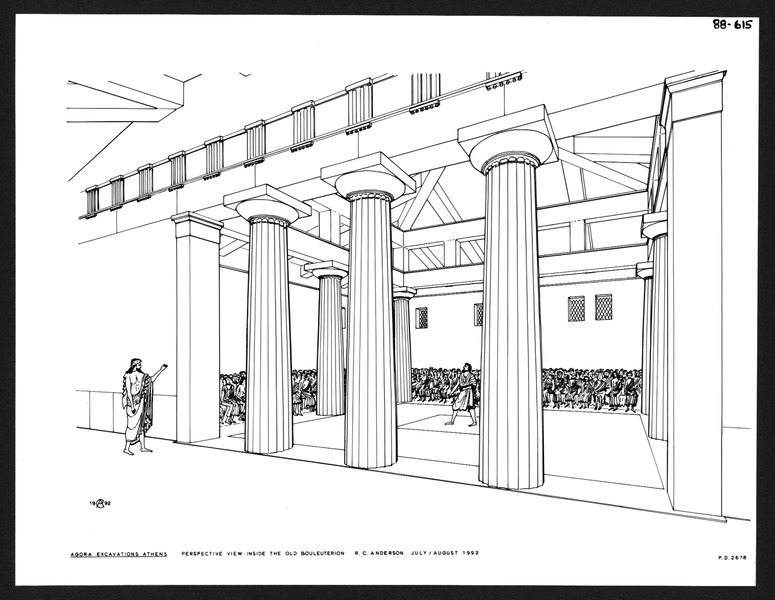 88-615
19 A 92
AGORA EXCAVATIONS ATHENS PERSPECTIVE VIEW: INSIDE THE OLD BOULEUTERION R. C. ANDERSON JULY / AUGUST 1992
P.D. 2678